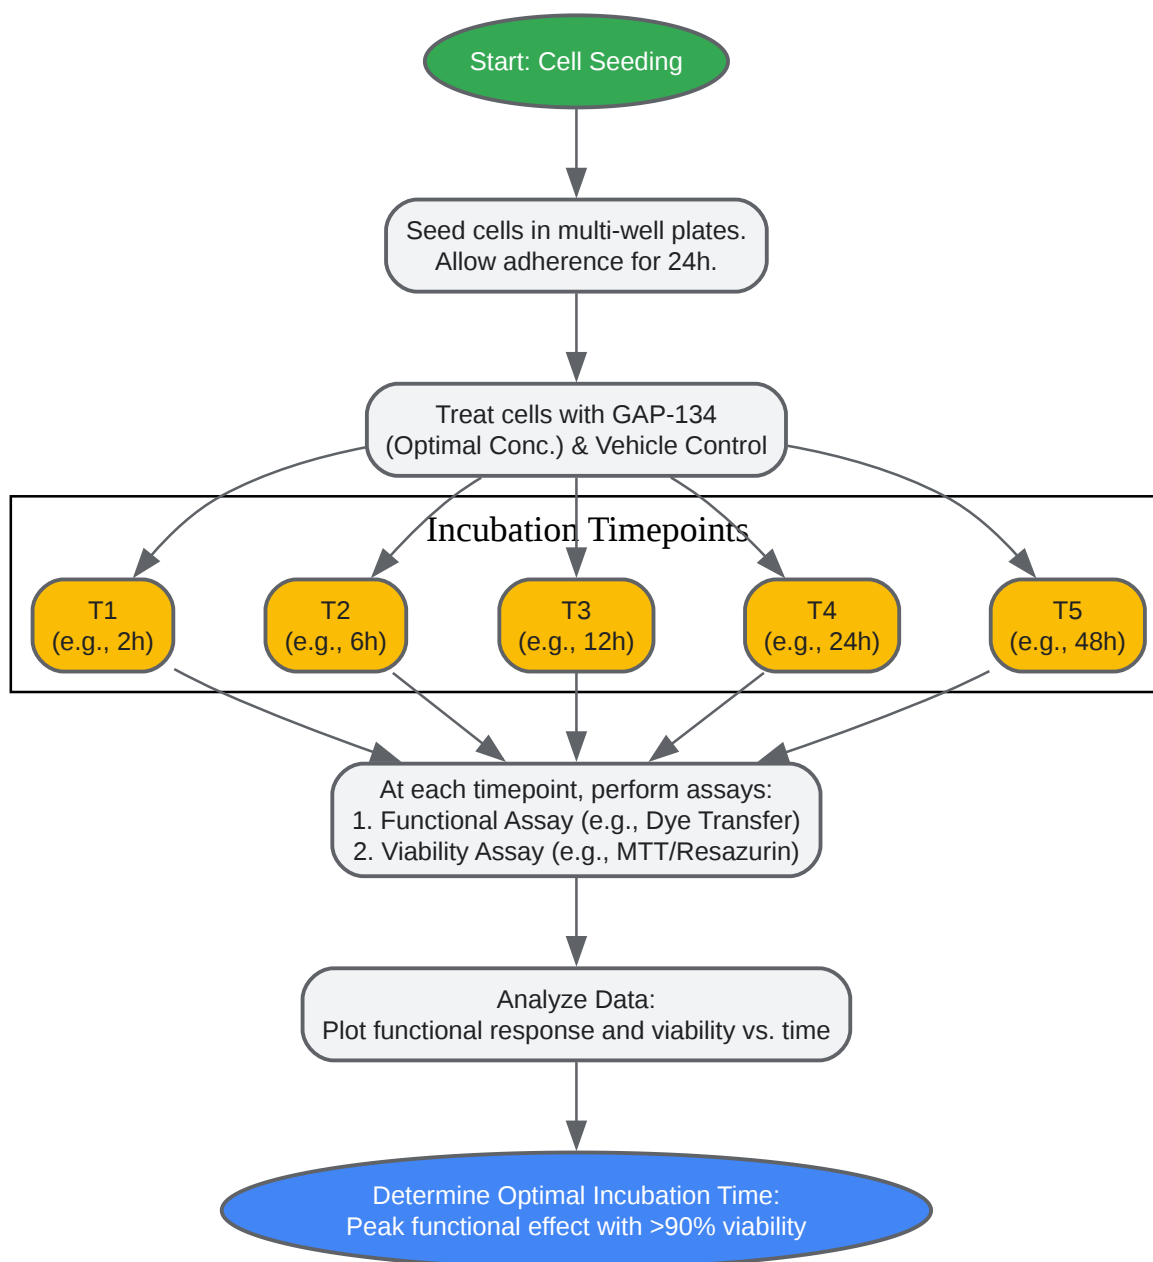 Start: Cell Seeding
Seed cells in multi-well plates.
Allow adherence for 24h.
Treat cells with GAP-134
(Optimal Conc.) & Vehicle Control
Incubation Timepoints
T1
(e.g., 2h)
T2
(e.g., 6h)
T3
(e.g., 12h)
T4
(e.g., 24h)
T5
(e.g., 48h)
At each timepoint, perform assays:
1. Functional Assay (e.g., Dye Transfer)
2. Viability Assay (e.g., MTT/Resazurin)
Analyze Data:
Plot functional response and viability vs. time
Determine Optimal Incubation Time:
Peak functional effect with >90% viability